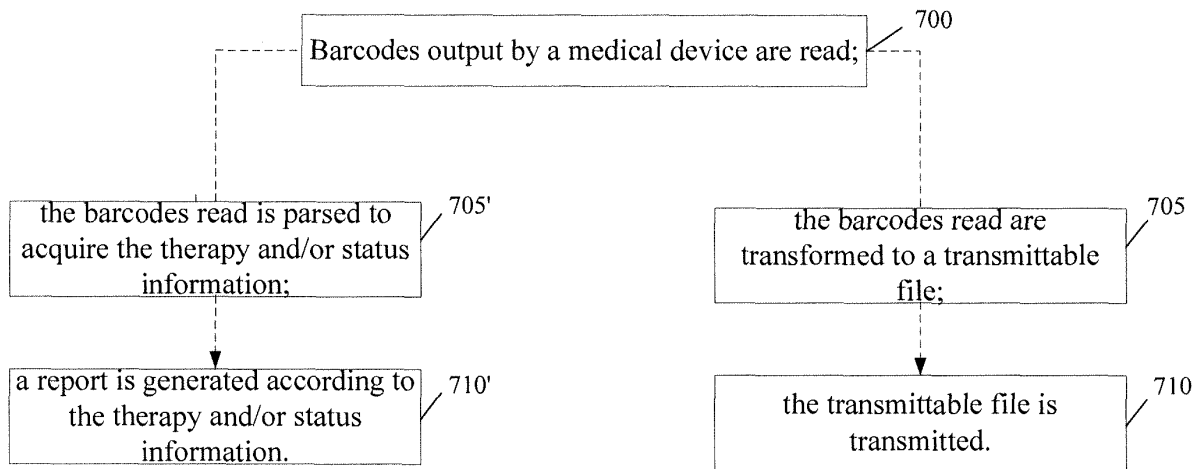 700
Barcodes output by a medical device are read;
705'
the barcodes read is parsed to
acquire the therapy and/or status
information;
705
the barcodes read are
transformed to a transmittable
file;
710'
a report is generated according to
the therapy and/or status
information.
710
the transmittable file is
transmitted.